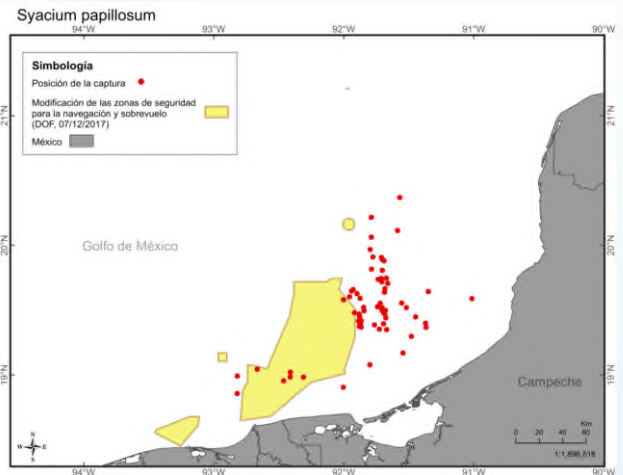 Syacium papillosum
94°W 93°W 92°W 91°W 90°W
Simbología
Posición de la captura
Modificación de las zonas de seguridad
para la navegación y sobrevuelo
(DOF, 07/12/2017)
México
21°N 21°N
20°N 20°N
Golfo de México
19°N 19°N
Campeche
Km
0 20 40 60
1:1,896,518
N
W E
S
94°W 93°W 92°W 91°W 90°W